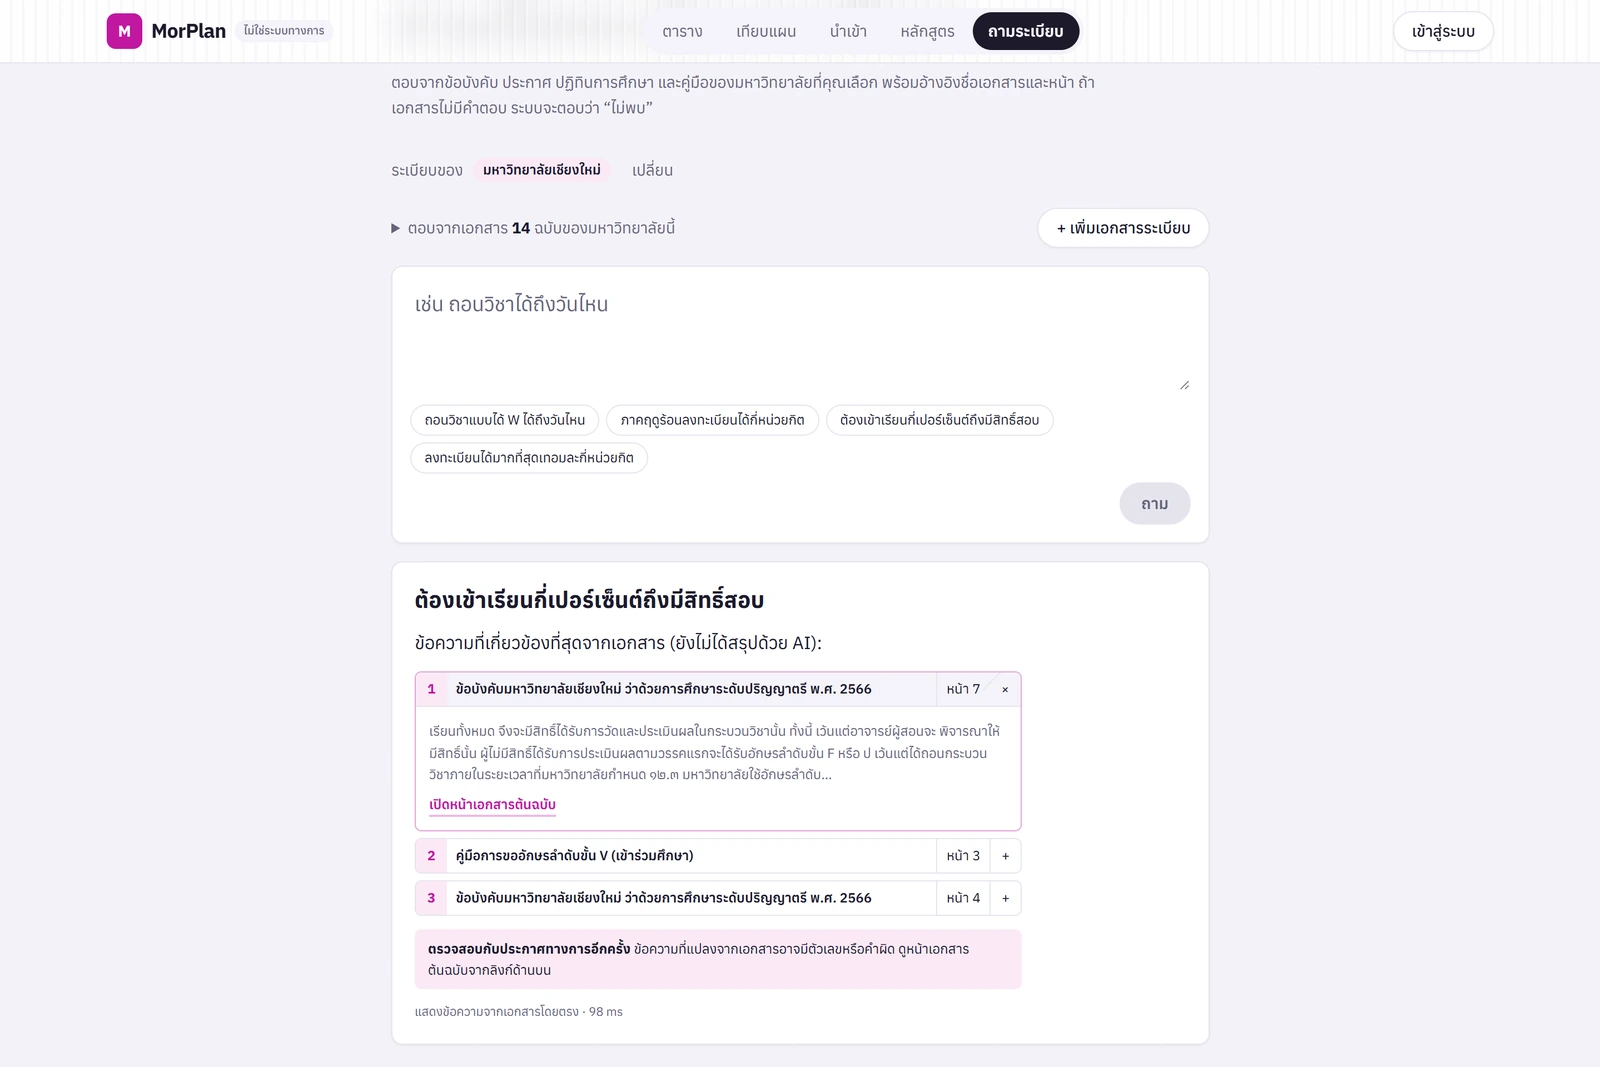 M MorPlan ไม่ใช่ระบบทางการ ตาราง เทียบแผน นำเข้า หลักสูตร ถามระเบียบ เข้าสู่ระบบ
ตอบจากข้อบังคับ ประกาศ ปฏิทินการศึกษา และคู่มือของมหาวิทยาลัยที่คุณเลือก พร้อมอ้างอิงชื่อเอกสารและหน้า ถ้า
เอกสารไม่มีคำตอบ ระบบจะตอบว่า “ไม่พบ”
ระเบียบของ มหาวิทยาลัยเชียงใหม่ เปลี่ยน
▶ ตอบจากเอกสาร 14 ฉบับของมหาวิทยาลัยนี้ + เพิ่มเอกสารระเบียบ
เช่น ถอนวิชาได้ถึงวันไหน
ถอนวิชาแบบได้ W ได้ถึงวันไหน ภาคฤดูร้อนลงทะเบียนได้กี่หน่วยกิต ต้องเข้าเรียนกี่เปอร์เซ็นต์ถึงมีสิทธิ์สอบ
ลงทะเบียนได้มากที่สุดเทอมละกี่หน่วยกิต
ถาม
ต้องเข้าเรียนกี่เปอร์เซ็นต์ถึงมีสิทธิ์สอบ
ข้อความที่เกี่ยวข้องที่สุดจากเอกสาร (ยังไม่ได้สรุปด้วย AI):
1 ข้อบังคับมหาวิทยาลัยเชียงใหม่ ว่าด้วยการศึกษาระดับปริญญาตรี พ.ศ. 2566 หน้า 7 ×
เรียนทั้งหมด จึงจะมีสิทธิ์ได้รับการวัดและประเมินผลในกระบวนวิชานั้น ทั้งนี้ เว้นแต่อาจารย์ผู้สอนจะ พิจารณาให้
มีสิทธิ์นั้น ผู้ไม่มีสิทธิ์ได้รับการประเมินผลตามวรรคแรกจะได้รับอักษรลำดับขั้น F หรือ ป เว้นแต่ได้ถอนกระบวน
วิชาภายในระยะเวลาที่มหาวิทยาลัยกำหนด ๑๒.๓ มหาวิทยาลัยใช้อักษรลำดับ...
เปิดหน้าเอกสารต้นฉบับ
2 คู่มือการขออักษรลำดับขั้น V (เข้าร่วมศึกษา) หน้า 3 +
3 ข้อบังคับมหาวิทยาลัยเชียงใหม่ ว่าด้วยการศึกษาระดับปริญญาตรี พ.ศ. 2566 หน้า 4 +
ตรวจสอบกับประกาศทางการอีกครั้ง ข้อความที่แปลงจากเอกสารอาจมีตัวเลขหรือคำผิด ดูหน้าเอกสาร
ต้นฉบับจากลิงก์ด้านบน
แสดงข้อความจากเอกสารโดยตรง · 98 ms